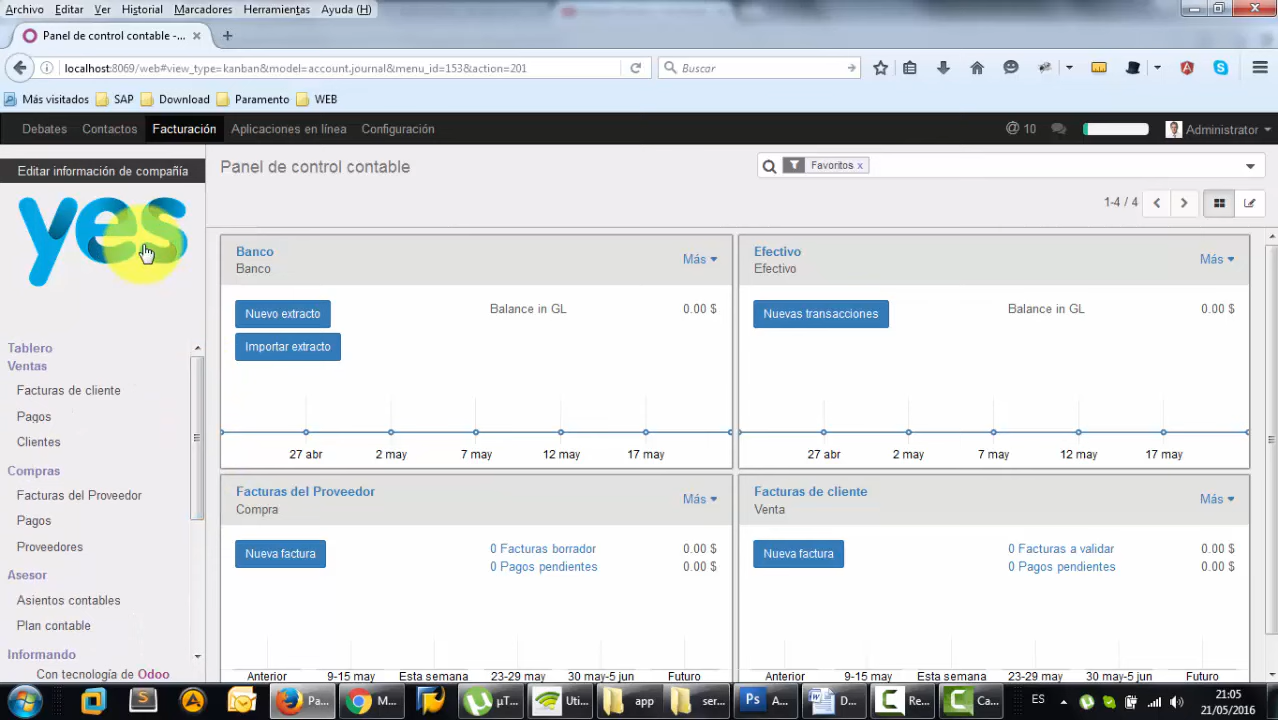 Archivo Editar Ver Historial Marcadores Herramientas Ayuda (H)
Panel de control contable -...
localhost:8069/web#view_type=kanban&model=account.journal&menu_id=153&action=201
Buscar
Más visitados SAP Download Paramento WEB
Debates Contactos Facturación Aplicaciones en línea Configuración
@ 10 Administrator
Editar información de compañía
Panel de control contable
Favoritos x
yes
1-4 / 4
Tablero
Ventas
Facturas de cliente
Pagos
Clientes
Compras
Facturas del Proveedor
Pagos
Proveedores
Asesor
Asientos contables
Plan contable
Informando
Con tecnología de Odoo
Banco
Banco
Más
Nuevo extracto
Importar extracto
Balance in GL 0.00 $
27 abr 2 may 7 may 12 may 17 may
Efectivo
Efectivo
Más
Nuevas transacciones
Balance in GL 0.00 $
27 abr 2 may 7 may 12 may 17 may
Facturas del Proveedor
Compra
Más
Nueva factura
0 Facturas borrador 0.00 $
0 Pagos pendientes 0.00 $
Anterior 9-15 may Esta semana 23-29 may 30 may-5 jun Futuro
Facturas de cliente
Venta
Más
Nueva factura
0 Facturas a validar 0.00 $
0 Pagos pendientes 0.00 $
Anterior 9-15 may Esta semana 23-29 may 30 may-5 jun Futuro
Pa... M... µT... Uti... app ser... Ps A... D... Re... Ca... ES
21:05
21/05/2016